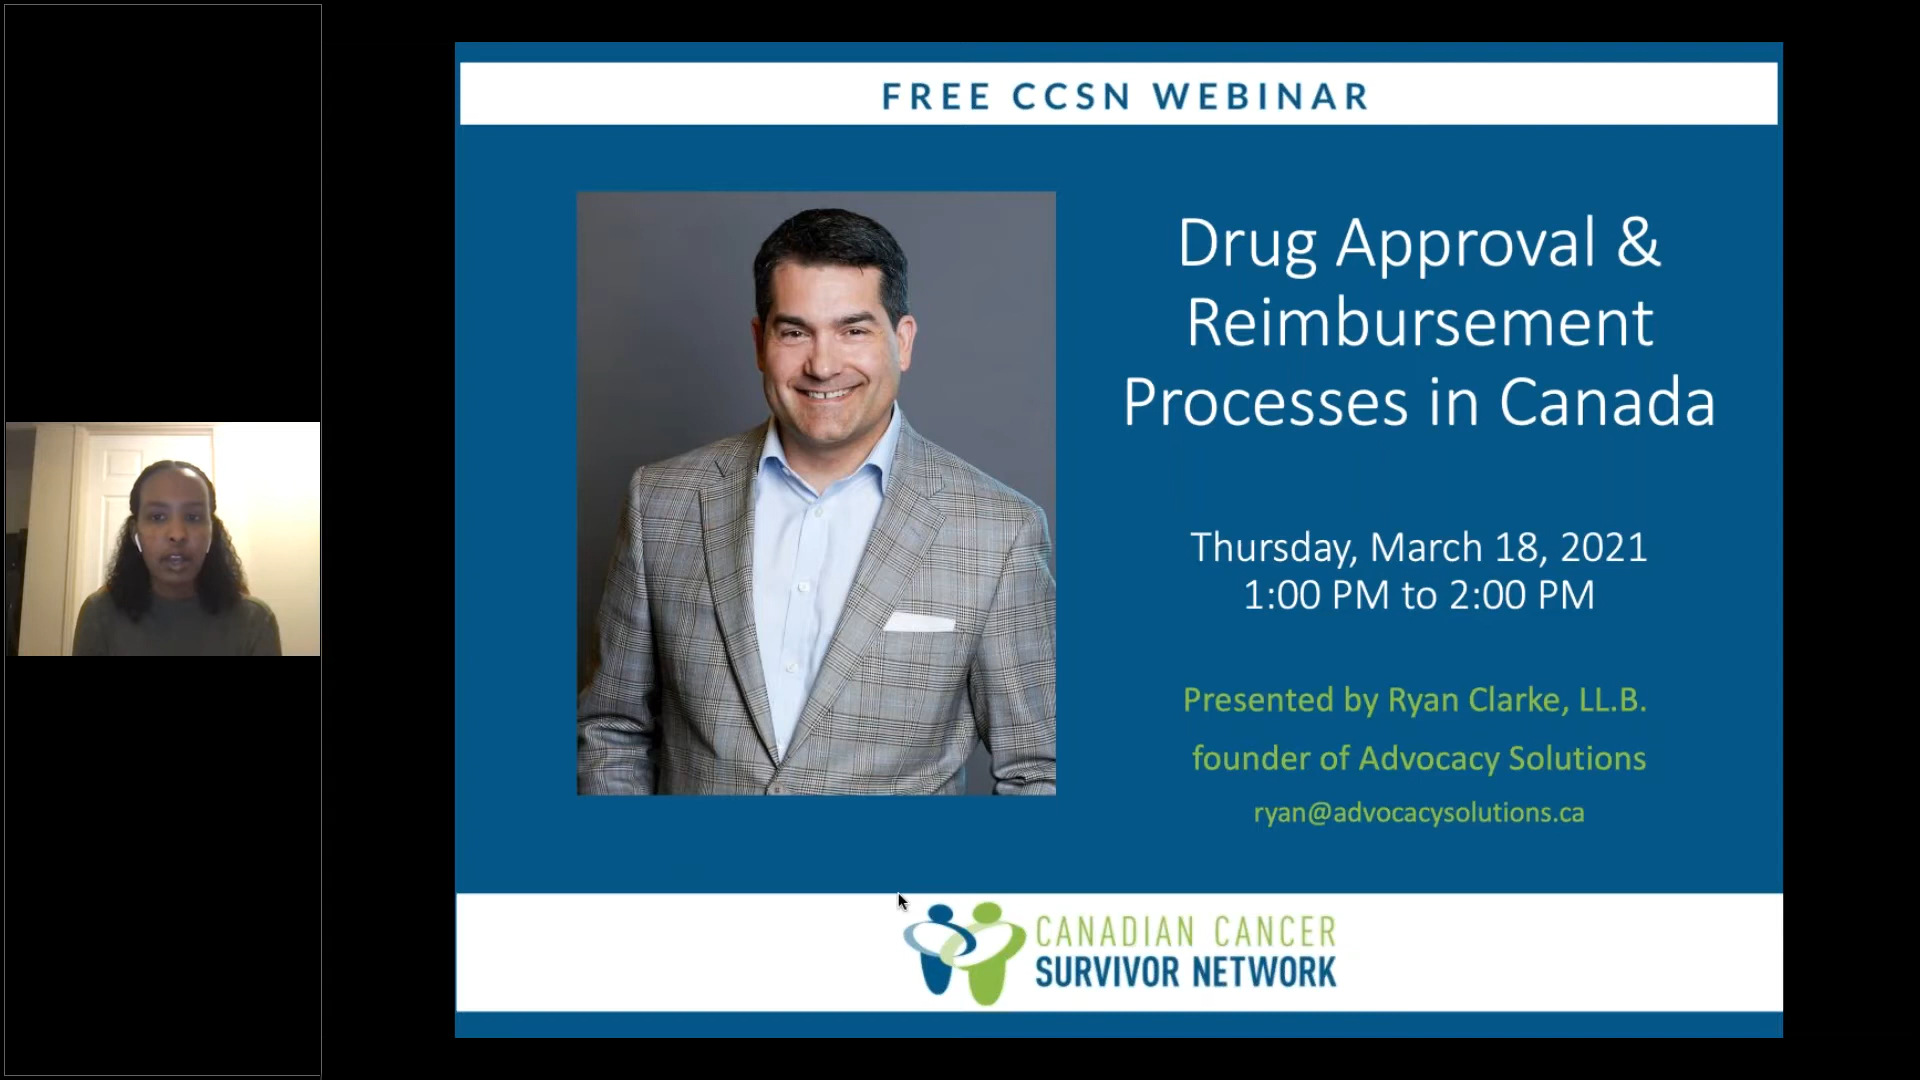 FREE CCSN WEBINAR
Drug Approval &
Reimbursement
Processes in Canada
Thursday, March 18, 2021
1:00 PM to 2:00 PM
Presented by Ryan Clarke, LL.B.
founder of Advocacy Solutions
ryan@advocacysolutions.ca
CANADIAN CANCER
SURVIVOR NETWORK